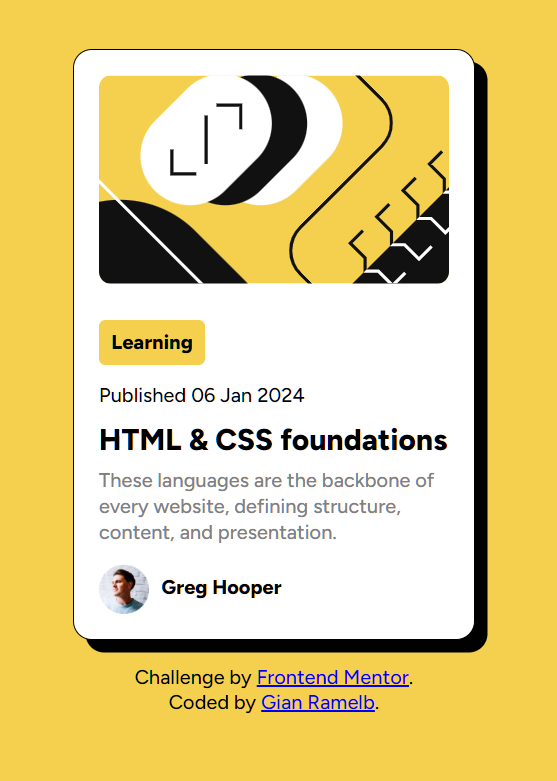 Learning
Published 06 Jan 2024
HTML & CSS foundations
These languages are the backbone of
every website, defining structure,
content, and presentation.
Greg Hooper
Challenge by Frontend Mentor.
Coded by Gian Ramelb.